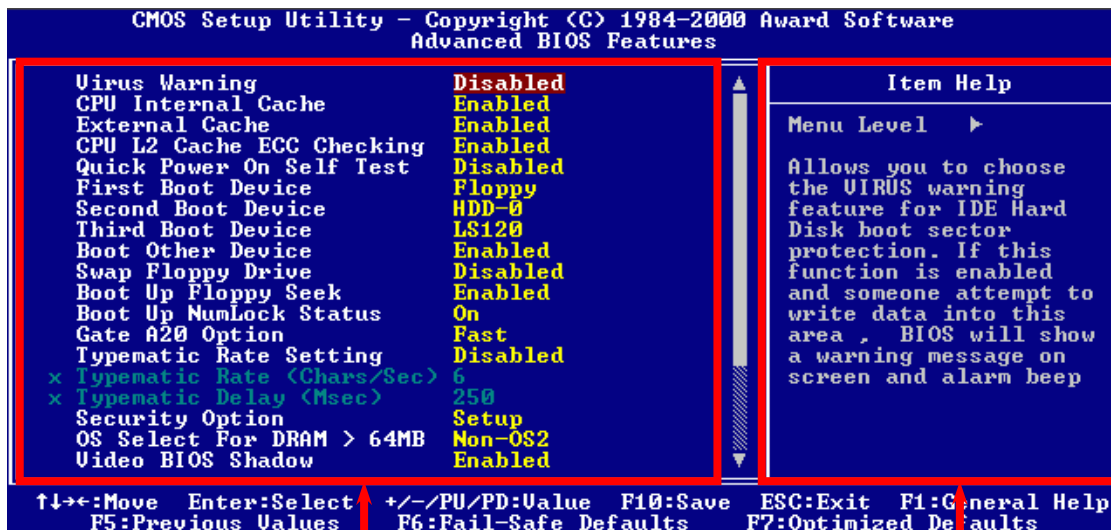 CMOS Setup Utility – Copyright (C) 1984–2000 Award Software
Advanced BIOS Features
Virus Warning Disabled
CPU Internal Cache Enabled
External Cache Enabled
CPU L2 Cache ECC Checking Enabled
Quick Power On Self Test Disabled
First Boot Device Floppy
Second Boot Device HDD-0
Third Boot Device LS120
Boot Other Device Enabled
Swap Floppy Drive Disabled
Boot Up Floppy Seek Enabled
Boot Up NumLock Status On
Gate A20 Option Fast
Typematic Rate Setting Disabled
x Typematic Rate (Chars/Sec) 6
x Typematic Delay (Msec) 250
Security Option Setup
OS Select For DRAM > 64MB Non-OS2
Video BIOS Shadow Enabled
Item Help
Menu Level ▶
Allows you to choose
the VIRUS warning
feature for IDE Hard
Disk boot sector
protection. If this
function is enabled
and someone attempt to
write data into this
area , BIOS will show
a warning message on
screen and alarm beep
↑↓→←:Move Enter:Select +/-/PU/PD:Value F10:Save ESC:Exit F1:General Help
F5:Previous Values F6:Fail-Safe Defaults F7:Optimized Defaults